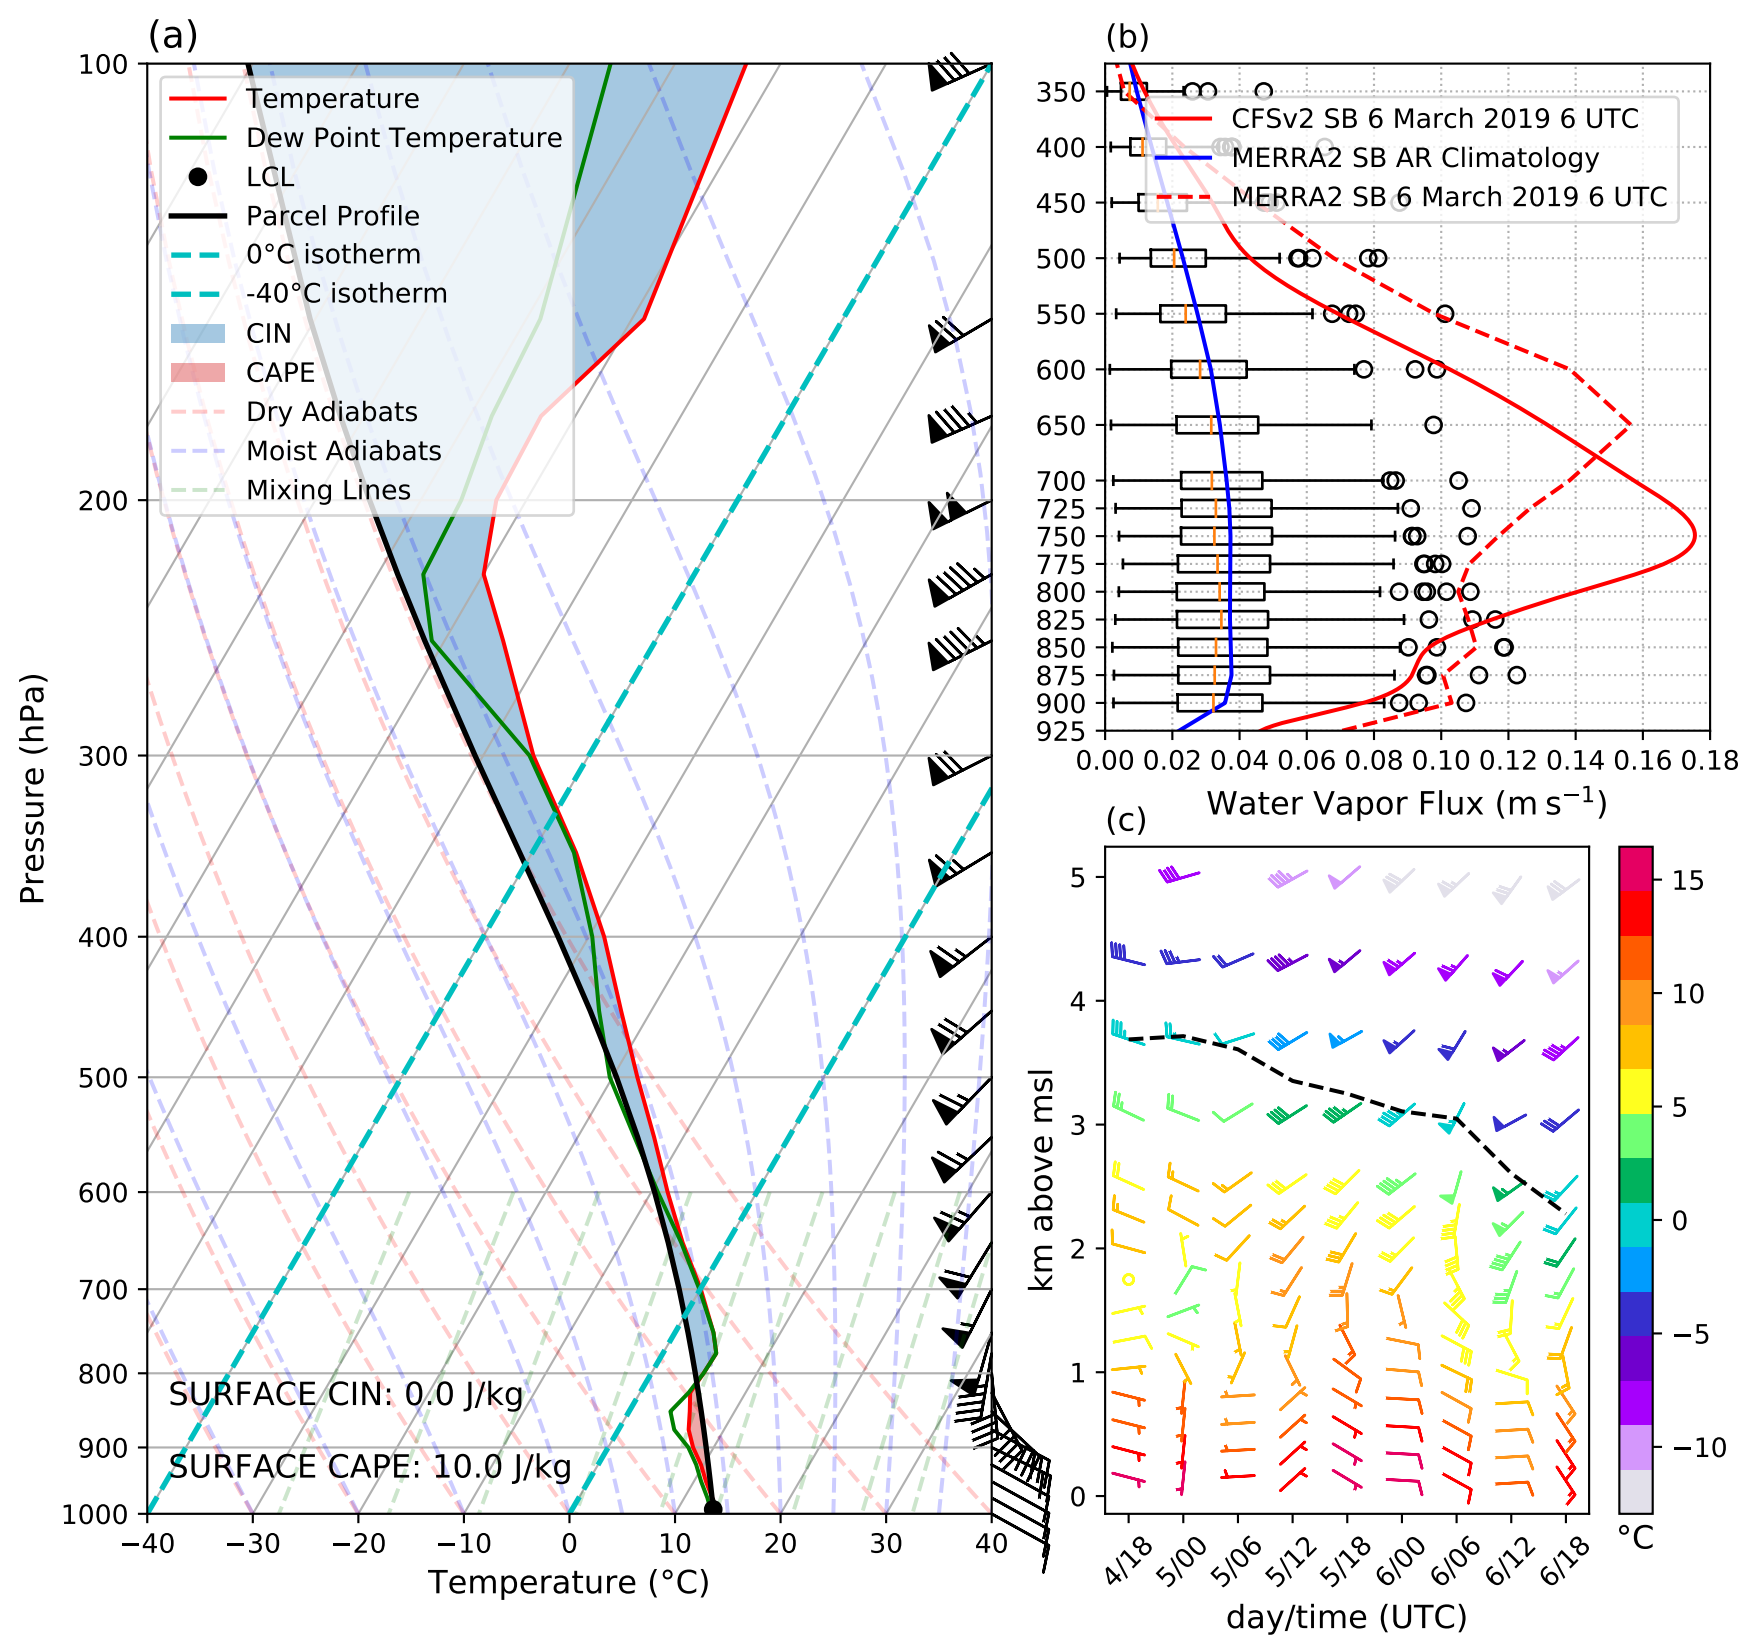 (a)
100
200
300
400
500
600
700
800
900
1000
Pressure (hPa)
Temperature
Dew Point Temperature
LCL
Parcel Profile
0°C isotherm
-40°C isotherm
CIN
CAPE
Dry Adiabats
Moist Adiabats
Mixing Lines
SURFACE CIN: 0.0 J/kg
SURFACE CAPE: 10.0 J/kg
−40 −30 −20 −10 0 10 20 30 40
Temperature (°C)
(b)
350
400
450
500
550
600
650
700
725
750
775
800
825
850
875
900
925
CFSv2 SB 6 March 2019 6 UTC
MERRA2 SB AR Climatology
MERRA2 SB 6 March 2019 6 UTC
0.00 0.02 0.04 0.06 0.08 0.10 0.12 0.14 0.16 0.18
Water Vapor Flux (m s⁻¹)
(c)
5
4
3
2
1
0
km above msl
4/18 5/00 5/06 5/12 5/18 6/00 6/06 6/12 6/18
day/time (UTC)
15
10
5
0
−5
−10
°C